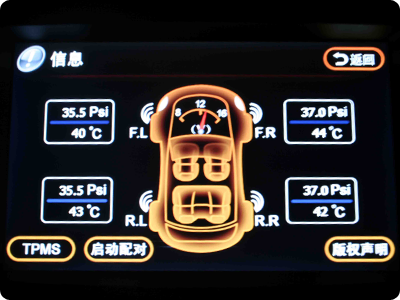 信息
返回
35.5 Psi
40 ℃
F.L
8 12 16
F.R
37.0 Psi
44 ℃
35.5 Psi
43 ℃
R.L
R.R
37.0 Psi
42 ℃
TPMS
启动配对
版权声明